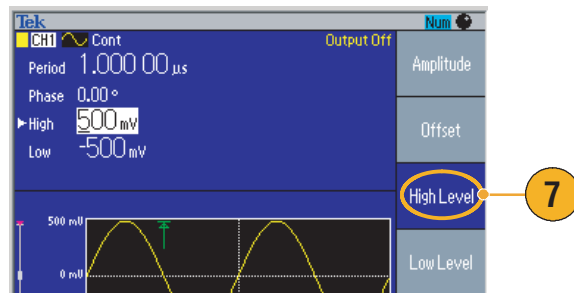 Tek
Num
CH1 Cont
Output Off
Period 1.000 00 µs
Phase 0.00 °
High 500 mV
Low -500 mV
500 mV
0 mV
Amplitude
Offset
High Level
7
Low Level